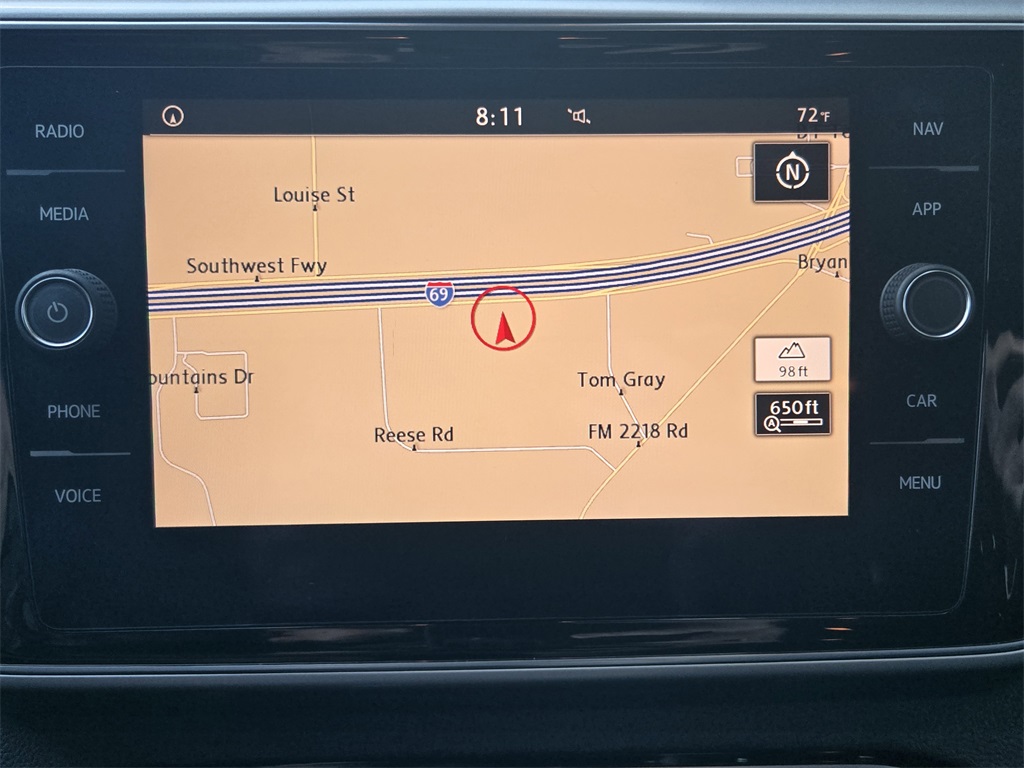 8:11
72°F
RADIO
NAV
N
Louise St
MEDIA
APP
Southwest Fwy
Bryan
69
98 ft
ountains Dr
Tom Gray
PHONE
650ft
A
CAR
Reese Rd
FM 2218 Rd
VOICE
MENU